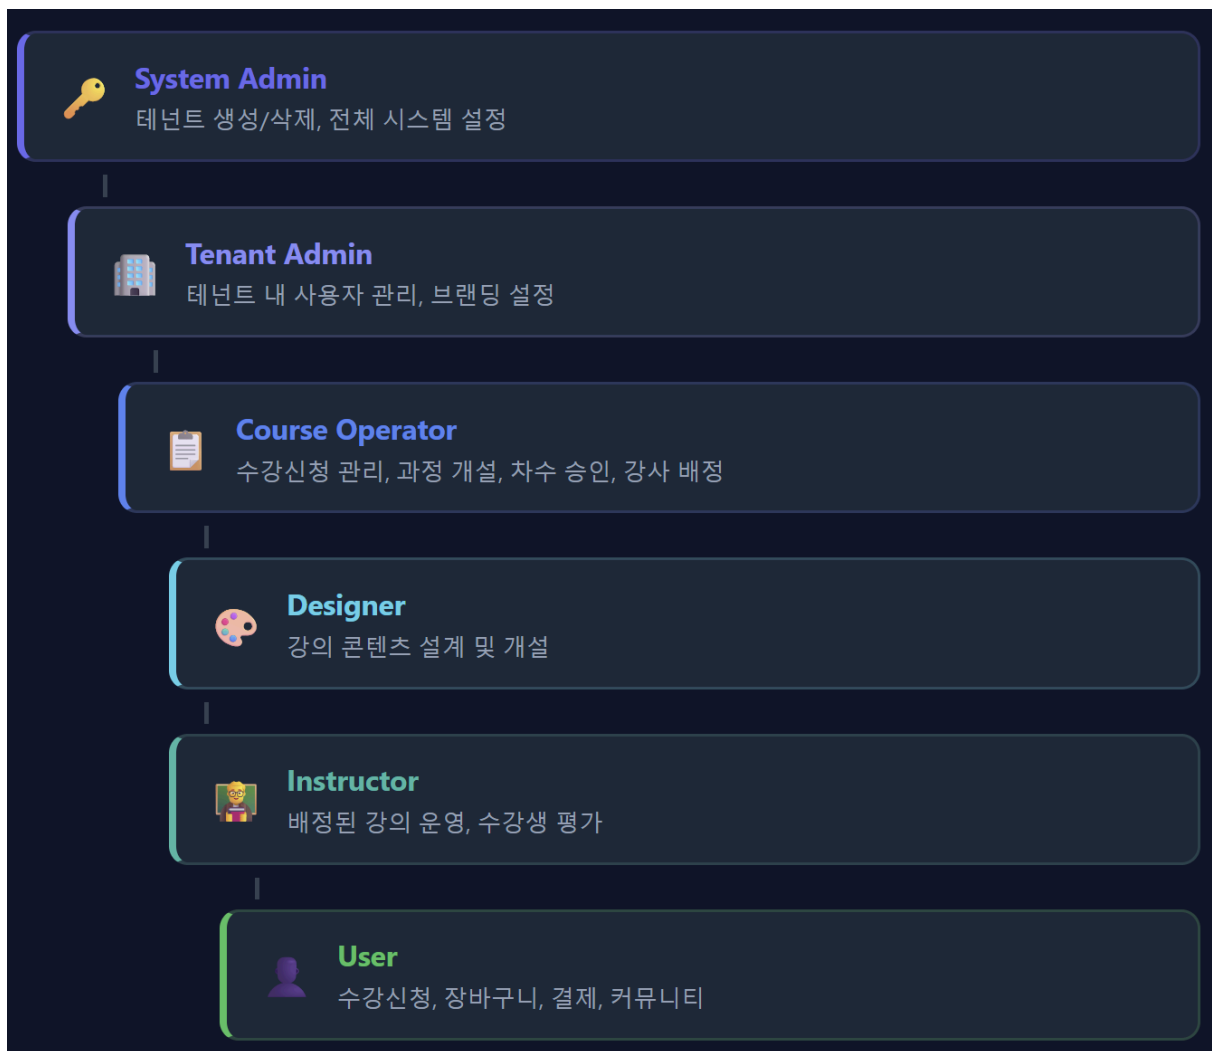 System Admin
테넌트 생성/삭제, 전체 시스템 설정
Tenant Admin
테넌트 내 사용자 관리, 브랜딩 설정
Course Operator
수강신청 관리, 과정 개설, 차수 승인, 강사 배정
Designer
강의 콘텐츠 설계 및 개설
Instructor
배정된 강의 운영, 수강생 평가
User
수강신청, 장바구니, 결제, 커뮤니티